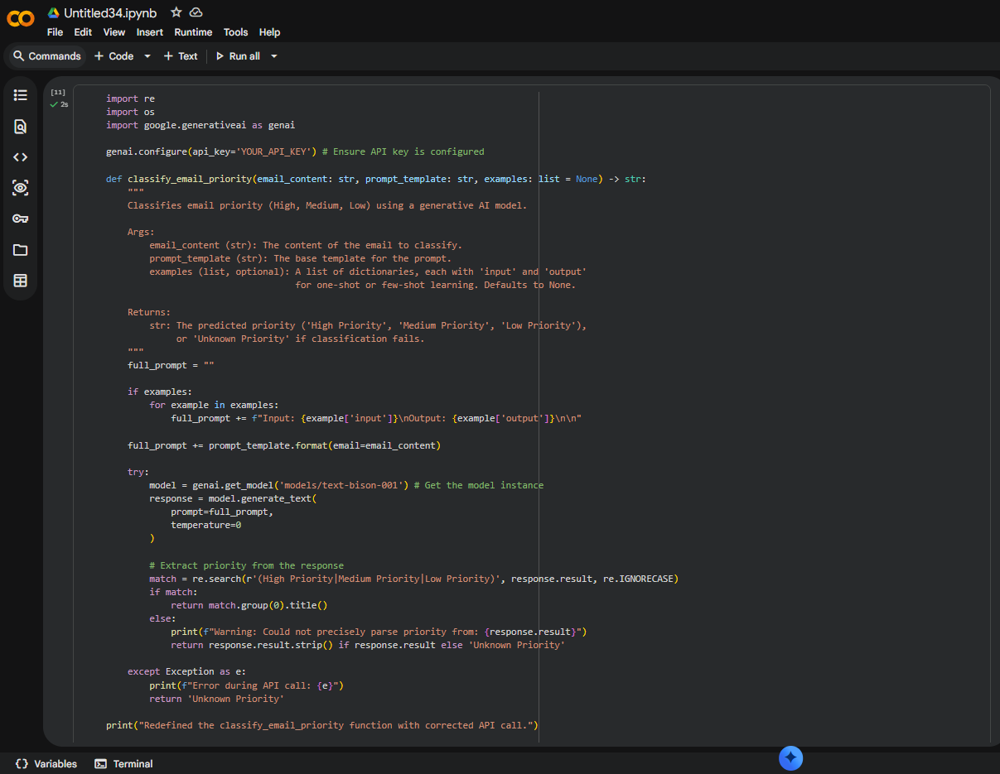 Untitled34.ipynb
File Edit View Insert Runtime Tools Help
Commands + Code + Text Run all
[11]
2s
import re
import os
import google.generativeai as genai
genai.configure(api_key='YOUR_API_KEY') # Ensure API key is configured
def classify_email_priority(email_content: str, prompt_template: str, examples: list = None) -> str:
"""
Classifies email priority (High, Medium, Low) using a generative AI model.
Args:
email_content (str): The content of the email to classify.
prompt_template (str): The base template for the prompt.
examples (list, optional): A list of dictionaries, each with 'input' and 'output'
for one-shot or few-shot learning. Defaults to None.
Returns:
str: The predicted priority ('High Priority', 'Medium Priority', 'Low Priority'),
or 'Unknown Priority' if classification fails.
"""
full_prompt = ""
if examples:
for example in examples:
full_prompt += f"Input: {example['input']}\nOutput: {example['output']}\n\n"
full_prompt += prompt_template.format(email=email_content)
try:
model = genai.get_model('models/text-bison-001') # Get the model instance
response = model.generate_text(
prompt=full_prompt,
temperature=0
)
# Extract priority from the response
match = re.search(r'(High Priority|Medium Priority|Low Priority)', response.result, re.IGNORECASE)
if match:
return match.group(0).title()
else:
print(f"Warning: Could not precisely parse priority from: {response.result}")
return response.result.strip() if response.result else 'Unknown Priority'
except Exception as e:
print(f"Error during API call: {e}")
return 'Unknown Priority'
print("Redefined the classify_email_priority function with corrected API call.")
Variables Terminal